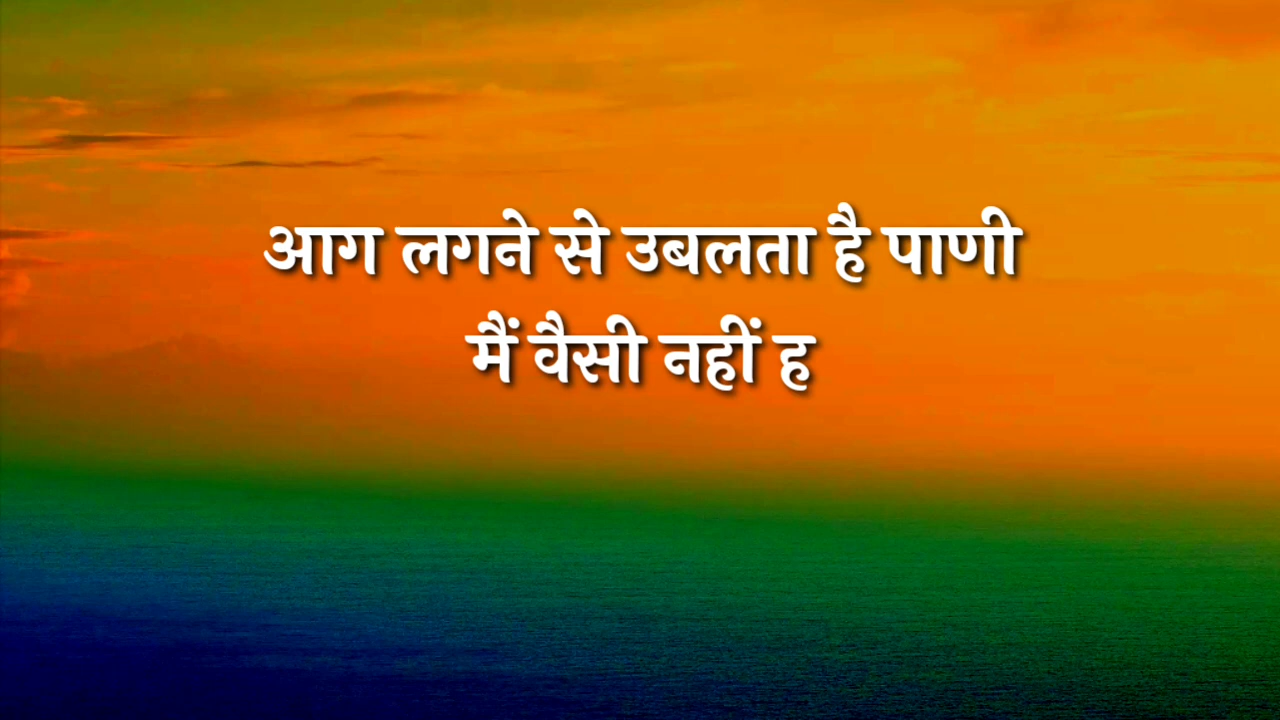 आग लगने से उबलता है पाणी
मैं वैसी नहीं ह